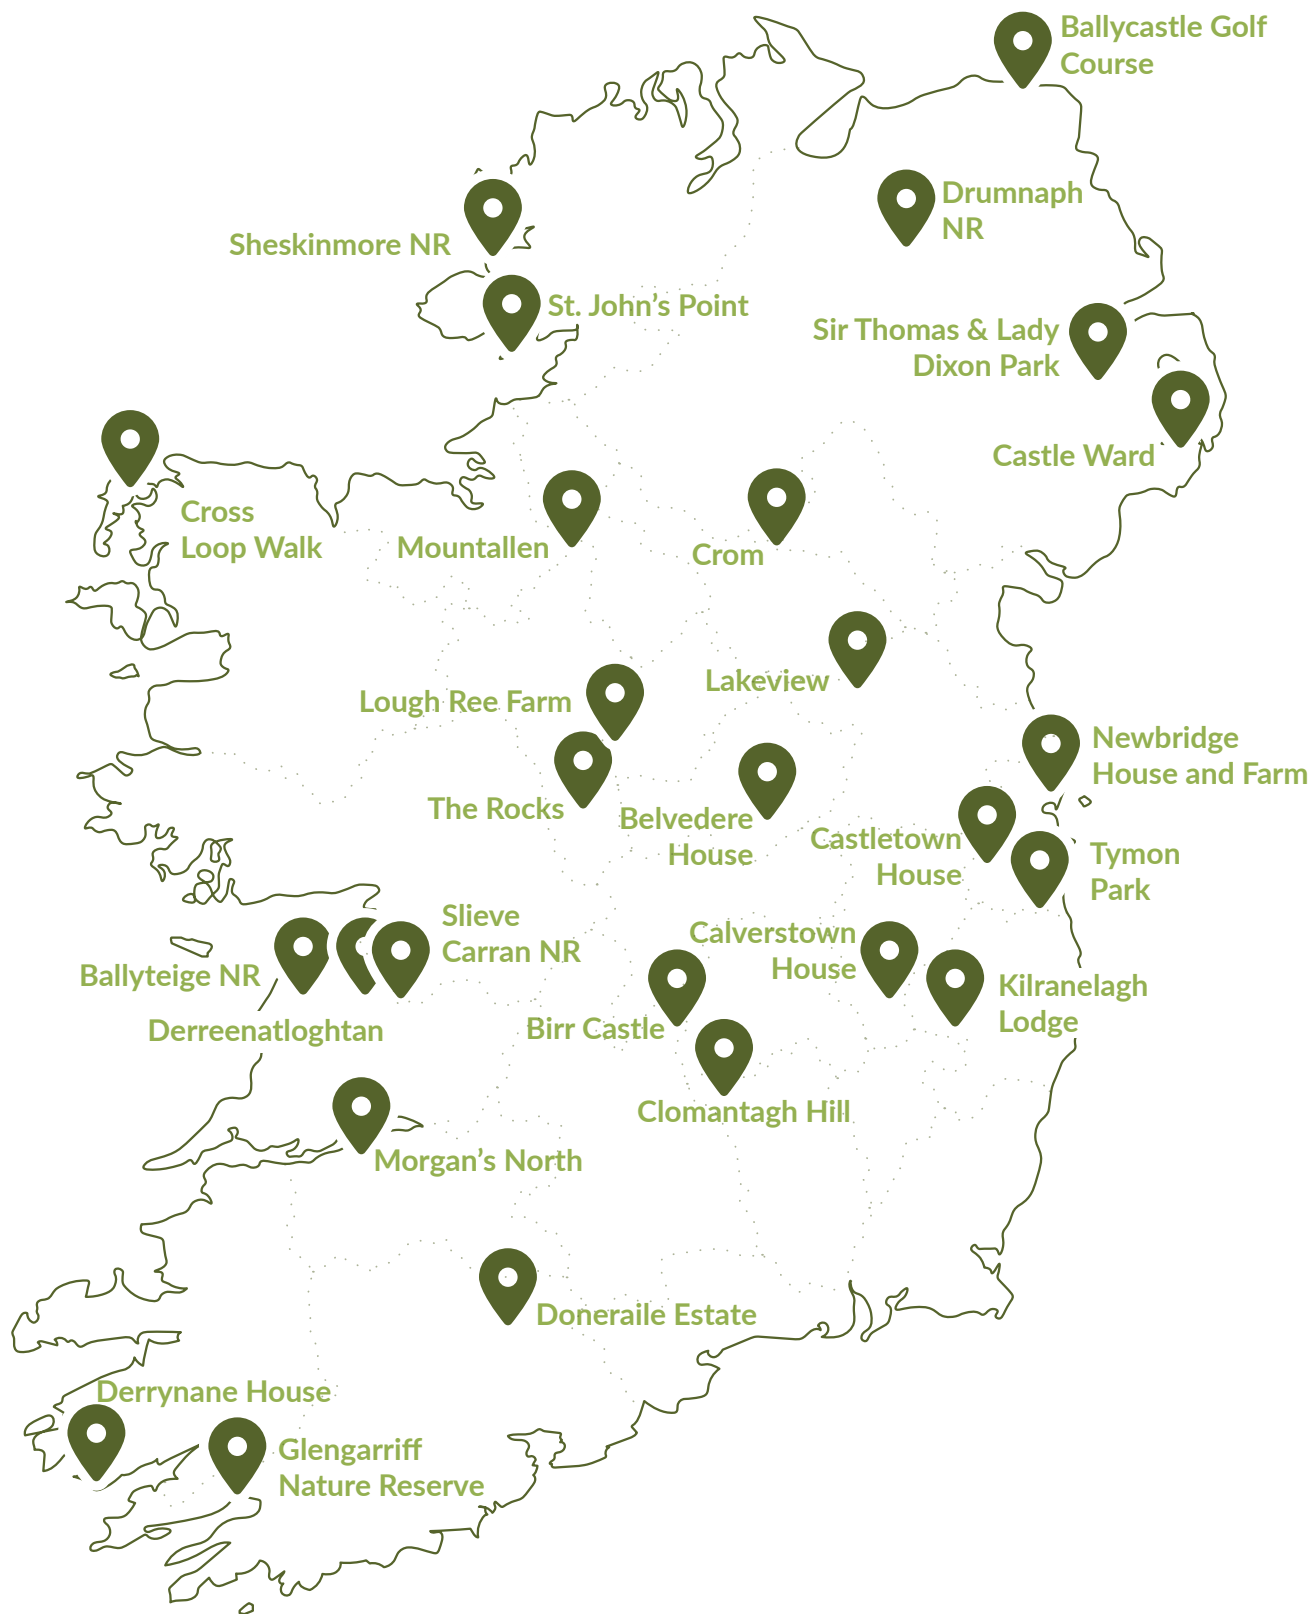 Ballycastle Golf
Course
Drumnaph
NR
Sheskinmore NR
St. John’s Point
Sir Thomas & Lady
Dixon Park
Castle Ward
Cross
Loop Walk
Mountallen
Crom
Lakeview
Lough Ree Farm
Newbridge
House and Farm
The Rocks
Belvedere
House
Castletown
House
Tymon
Park
Slieve
Carran NR
Ballyteige NR
Derreenatloghtan
Calverstown
House
Kilranelagh
Lodge
Birr Castle
Clomantagh Hill
Morgan’s North
Doneraile Estate
Derrynane House
Glengarriff
Nature Reserve